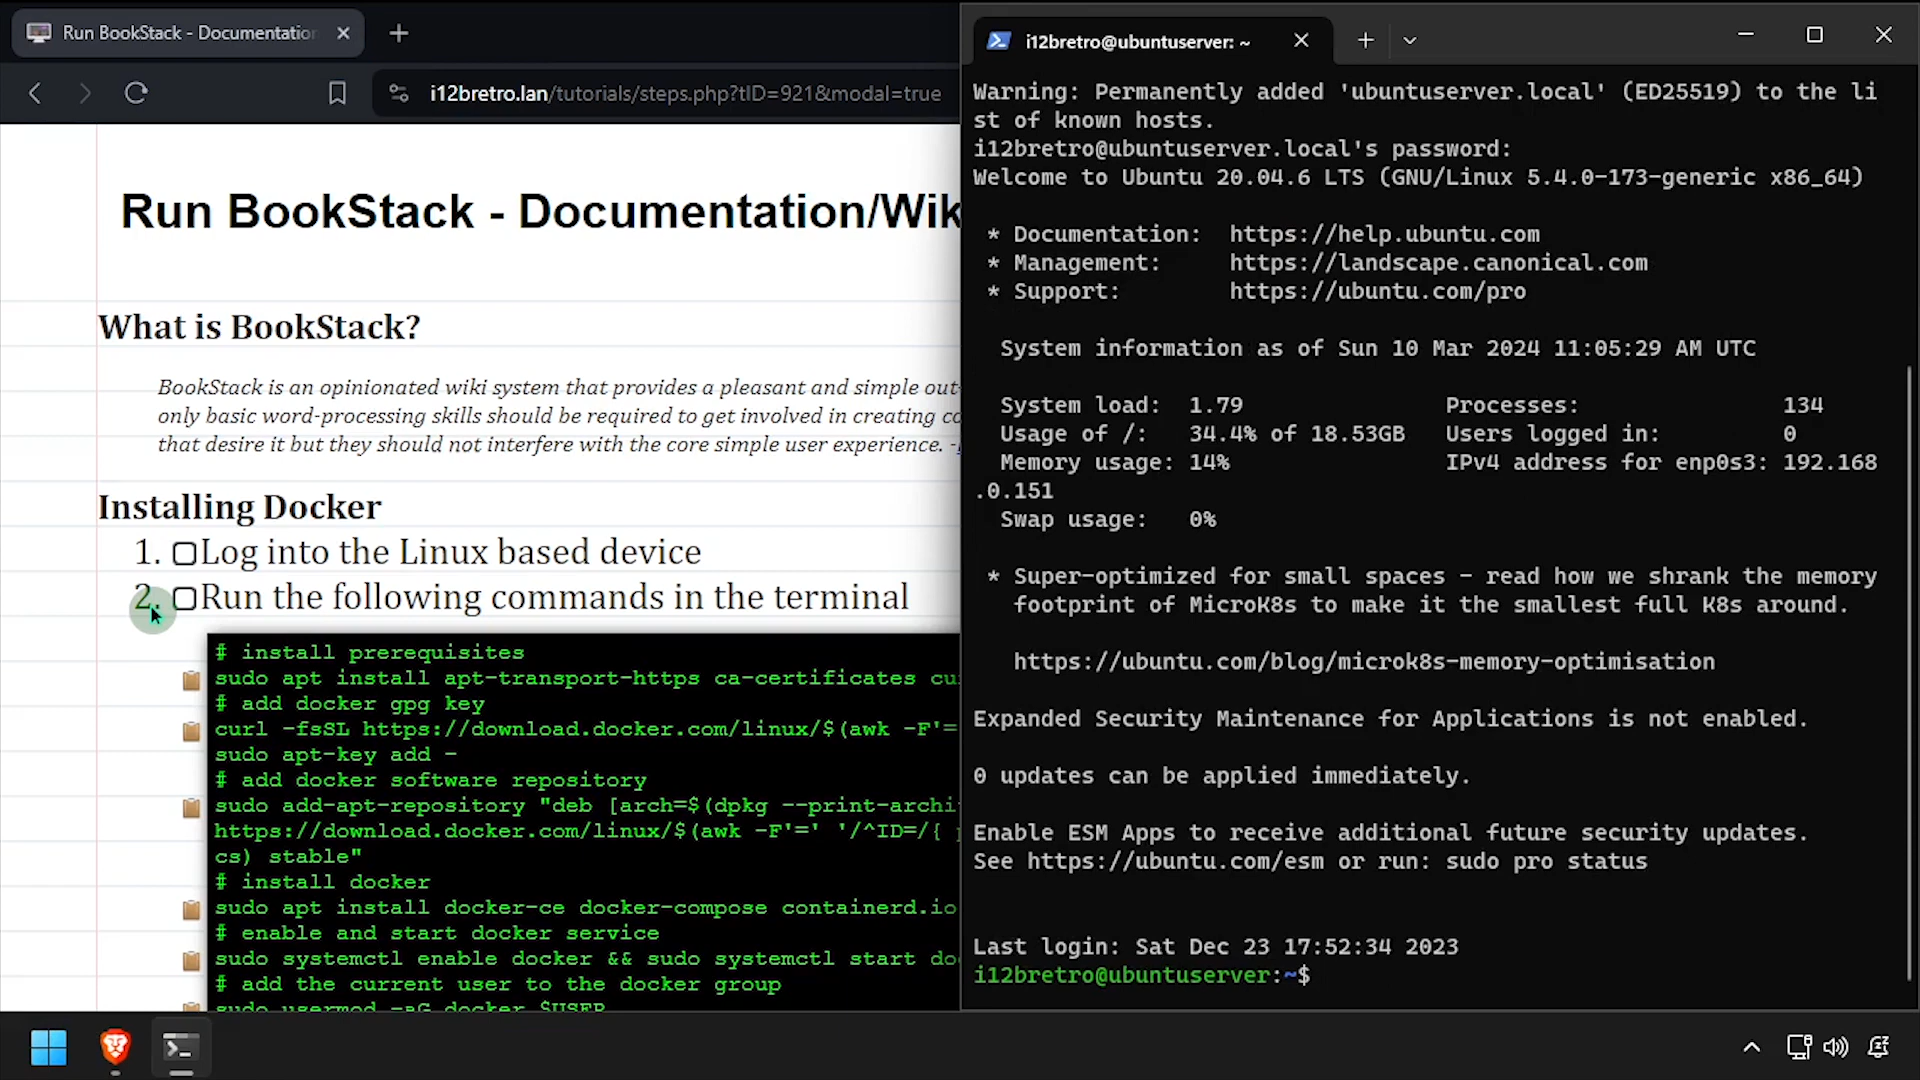 Run BookStack - Documentation
i12bretro.lan/tutorials/steps.php?tID=921&modal=true
Run BookStack - Documentation/Wik
What is BookStack?
BookStack is an opinionated wiki system that provides a pleasant and simple out-
only basic word-processing skills should be required to get involved in creating co
that desire it but they should not interfere with the core simple user experience. -
Installing Docker
1. Log into the Linux based device
2. Run the following commands in the terminal
# install prerequisites
sudo apt install apt-transport-https ca-certificates cu
# add docker gpg key
curl -fsSL https://download.docker.com/linux/$(awk -F'=
sudo apt-key add -
# add docker software repository
sudo add-apt-repository "deb [arch=$(dpkg --print-archi
https://download.docker.com/linux/$(awk -F'=' '/^ID=/{ p
cs) stable"
# install docker
sudo apt install docker-ce docker-compose containerd.io
# enable and start docker service
sudo systemctl enable docker && sudo systemctl start do
# add the current user to the docker group
sudo usermod -aG docker $USER
i12bretro@ubuntuserver: ~
Warning: Permanently added 'ubuntuserver.local' (ED25519) to the li
st of known hosts.
i12bretro@ubuntuserver.local's password:
Welcome to Ubuntu 20.04.6 LTS (GNU/Linux 5.4.0-173-generic x86_64)
* Documentation: https://help.ubuntu.com
* Management: https://landscape.canonical.com
* Support: https://ubuntu.com/pro
System information as of Sun 10 Mar 2024 11:05:29 AM UTC
System load: 1.79 Processes: 134
Usage of /: 34.4% of 18.53GB Users logged in: 0
Memory usage: 14% IPv4 address for enp0s3: 192.168
.0.151
Swap usage: 0%
* Super-optimized for small spaces - read how we shrank the memory
footprint of MicroK8s to make it the smallest full K8s around.
https://ubuntu.com/blog/microk8s-memory-optimisation
Expanded Security Maintenance for Applications is not enabled.
0 updates can be applied immediately.
Enable ESM Apps to receive additional future security updates.
See https://ubuntu.com/esm or run: sudo pro status
Last login: Sat Dec 23 17:52:34 2023
i12bretro@ubuntuserver:~$